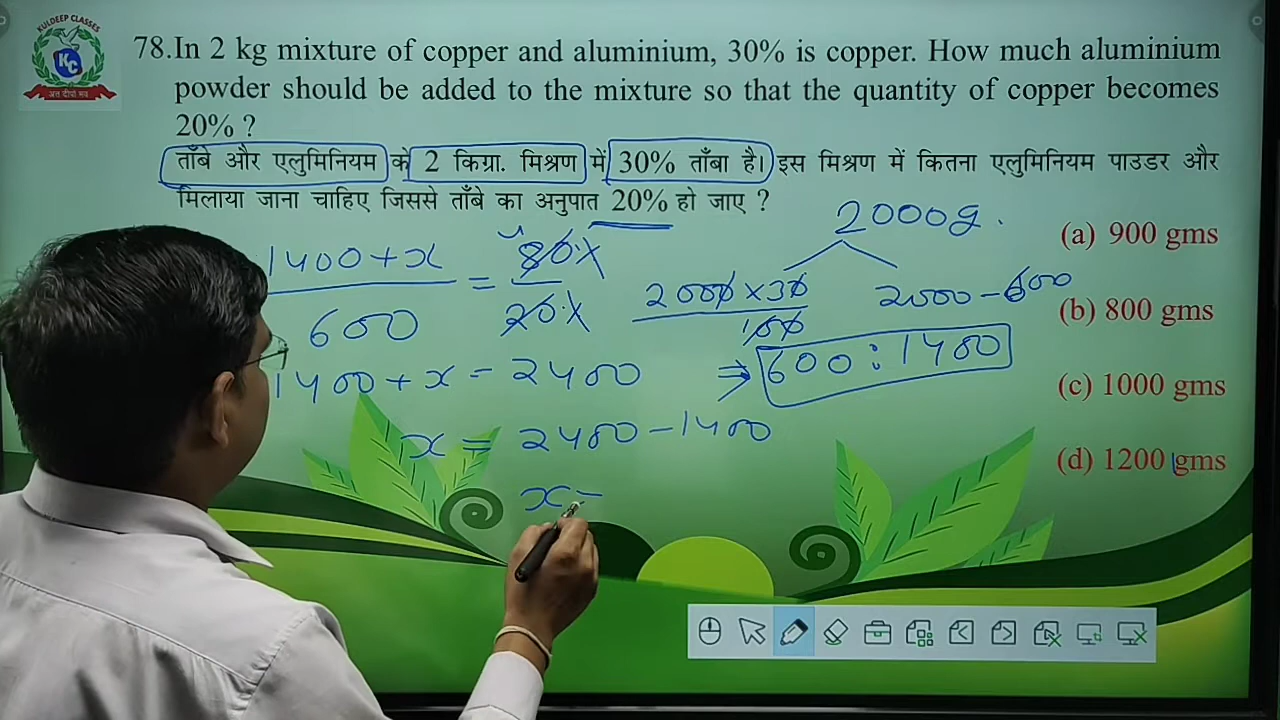 KULDEEP CLASSES
KC
अत्त दीपो भव
78.In 2 kg mixture of copper and aluminium, 30% is copper. How much aluminium
powder should be added to the mixture so that the quantity of copper becomes
20% ?
ताँबे और एलुमिनियम के 2 किग्रा. मिश्रण में 30% ताँबा है। इस मिश्रण में कितना एलुमिनियम पाउडर और
मिलाया जाना चाहिए जिससे ताँबे का अनुपात 20% हो जाए ?
2000g.
1400+x / 600 = 80% / 20%
2000×30 / 100
2000-600
⇒ 600:1400
1400+x = 2400
x = 2400-1400
x=
(a) 900 gms
(b) 800 gms
(c) 1000 gms
(d) 1200 gms